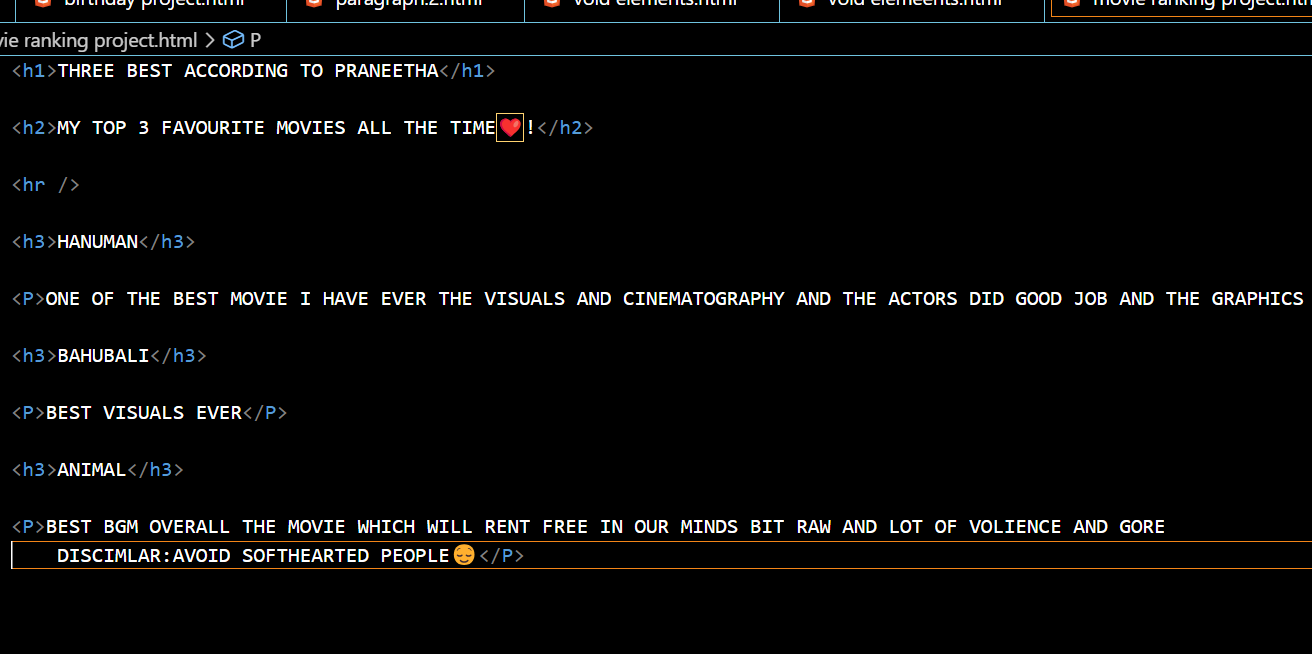 birthday project.html paragraph.2.html void elements.html void elemeents.html movie ranking project.htm
vie ranking project.html > P
<h1>THREE BEST ACCORDING TO PRANEETHA</h1>
<h2>MY TOP 3 FAVOURITE MOVIES ALL THE TIME❤️!</h2>
<hr />
<h3>HANUMAN</h3>
<P>ONE OF THE BEST MOVIE I HAVE EVER THE VISUALS AND CINEMATOGRAPHY AND THE ACTORS DID GOOD JOB AND THE GRAPHICS
<h3>BAHUBALI</h3>
<P>BEST VISUALS EVER</P>
<h3>ANIMAL</h3>
<P>BEST BGM OVERALL THE MOVIE WHICH WILL RENT FREE IN OUR MINDS BIT RAW AND LOT OF VOLIENCE AND GORE
DISCIMLAR:AVOID SOFTHEARTED PEOPLE😌</P>